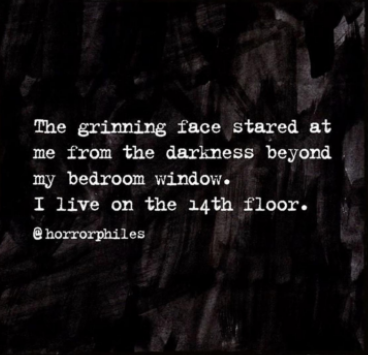 The grinning face stared at
me from the darkness beyond
my bedroom window.
I live on the 14th floor.
@horrorphiles